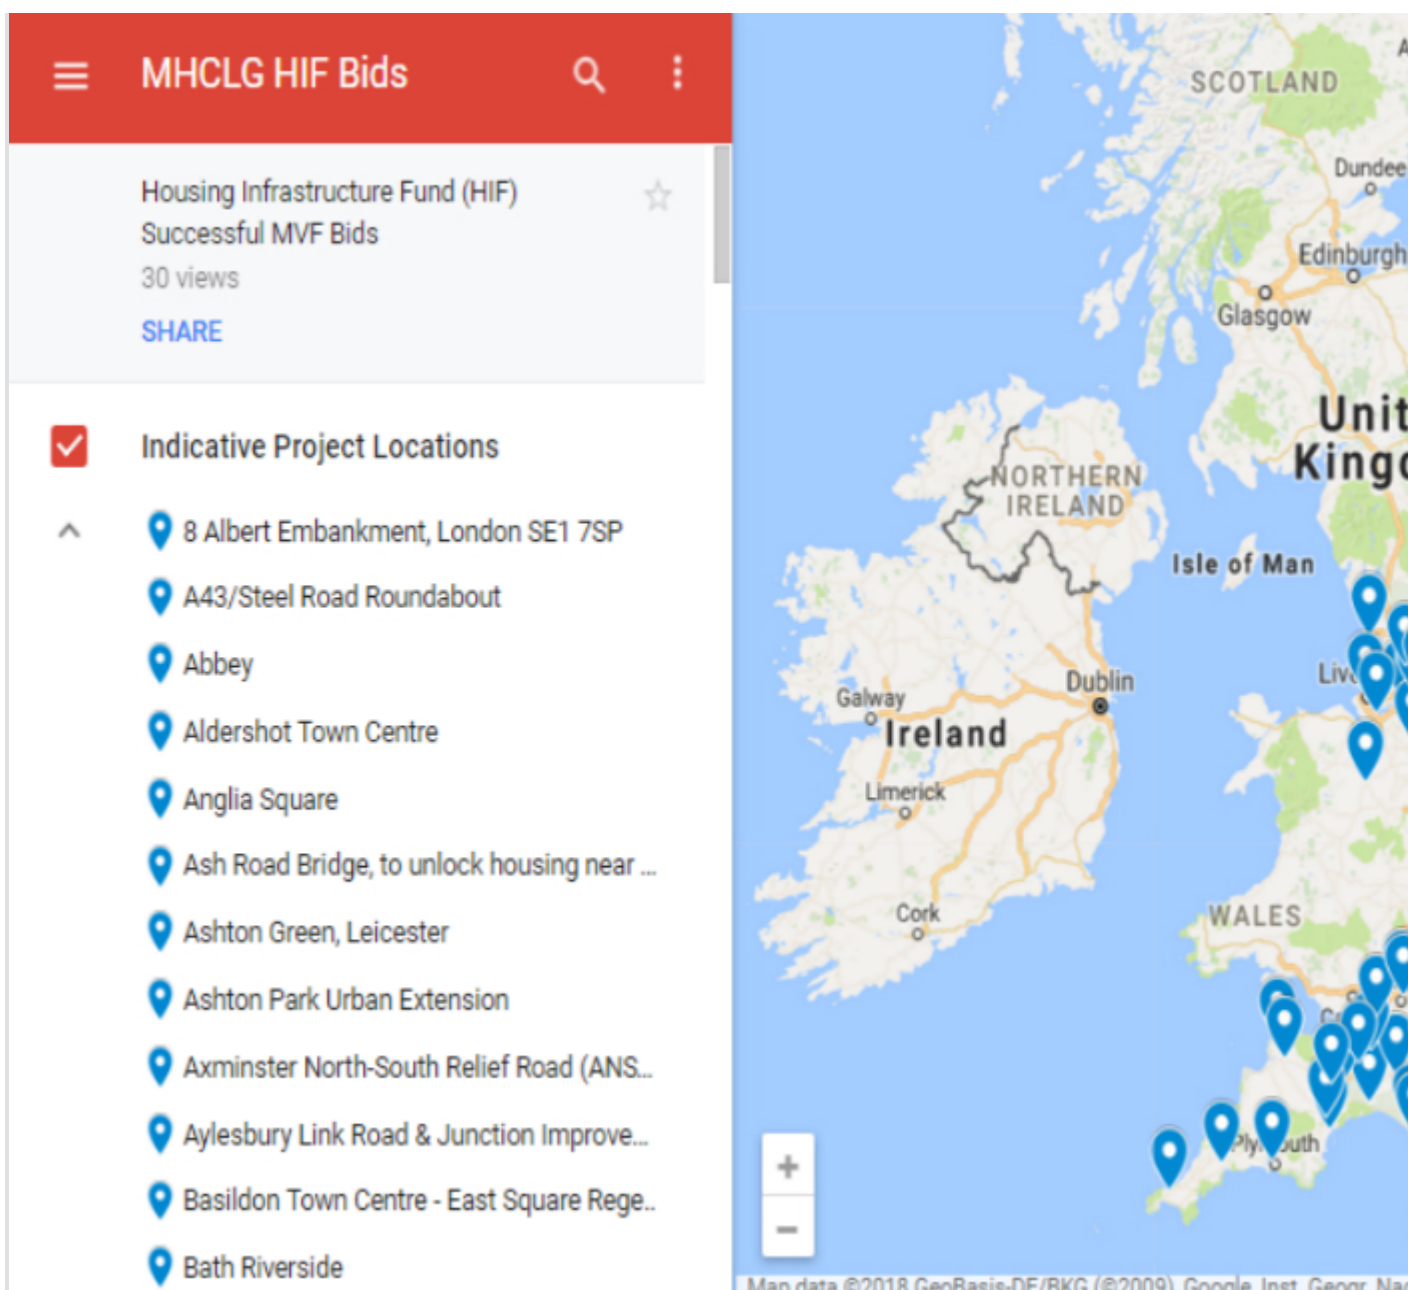 MHCLG HIF Bids
Housing Infrastructure Fund (HIF)
Successful MVF Bids
30 views
SHARE
Indicative Project Locations
8 Albert Embankment, London SE1 7SP
A43/Steel Road Roundabout
Abbey
Aldershot Town Centre
Anglia Square
Ash Road Bridge, to unlock housing near ...
Ashton Green, Leicester
Ashton Park Urban Extension
Axminster North-South Relief Road (ANS...
Aylesbury Link Road & Junction Improve...
Basildon Town Centre - East Square Rege..
Bath Riverside
SCOTLAND
Dundee
Edinburgh
Glasgow
Unit
Kingd
NORTHERN
IRELAND
Isle of Man
Liv
Dublin
Galway
Ireland
Limerick
Cork
WALES
Ply outh
+
−
Map data ©2018 GeoBasis-DE/BKG (©2009), Google, Inst. Geogr. Nac